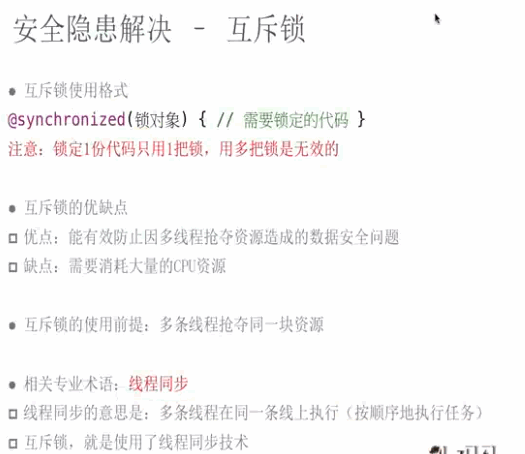 安全隐患解决 – 互斥锁
● 互斥锁使用格式
@synchronized(锁对象) { // 需要锁定的代码 }
注意：锁定1份代码只用1把锁，用多把锁是无效的
● 互斥锁的优缺点
优点：能有效防止因多线程抢夺资源造成的数据安全问题
缺点：需要消耗大量的CPU资源
● 互斥锁的使用前提：多条线程抢夺同一块资源
● 相关专业术语：线程同步
线程同步的意思是：多条线程在同一条线上执行（按顺序地执行任务）
互斥锁，就是使用了线程同步技术